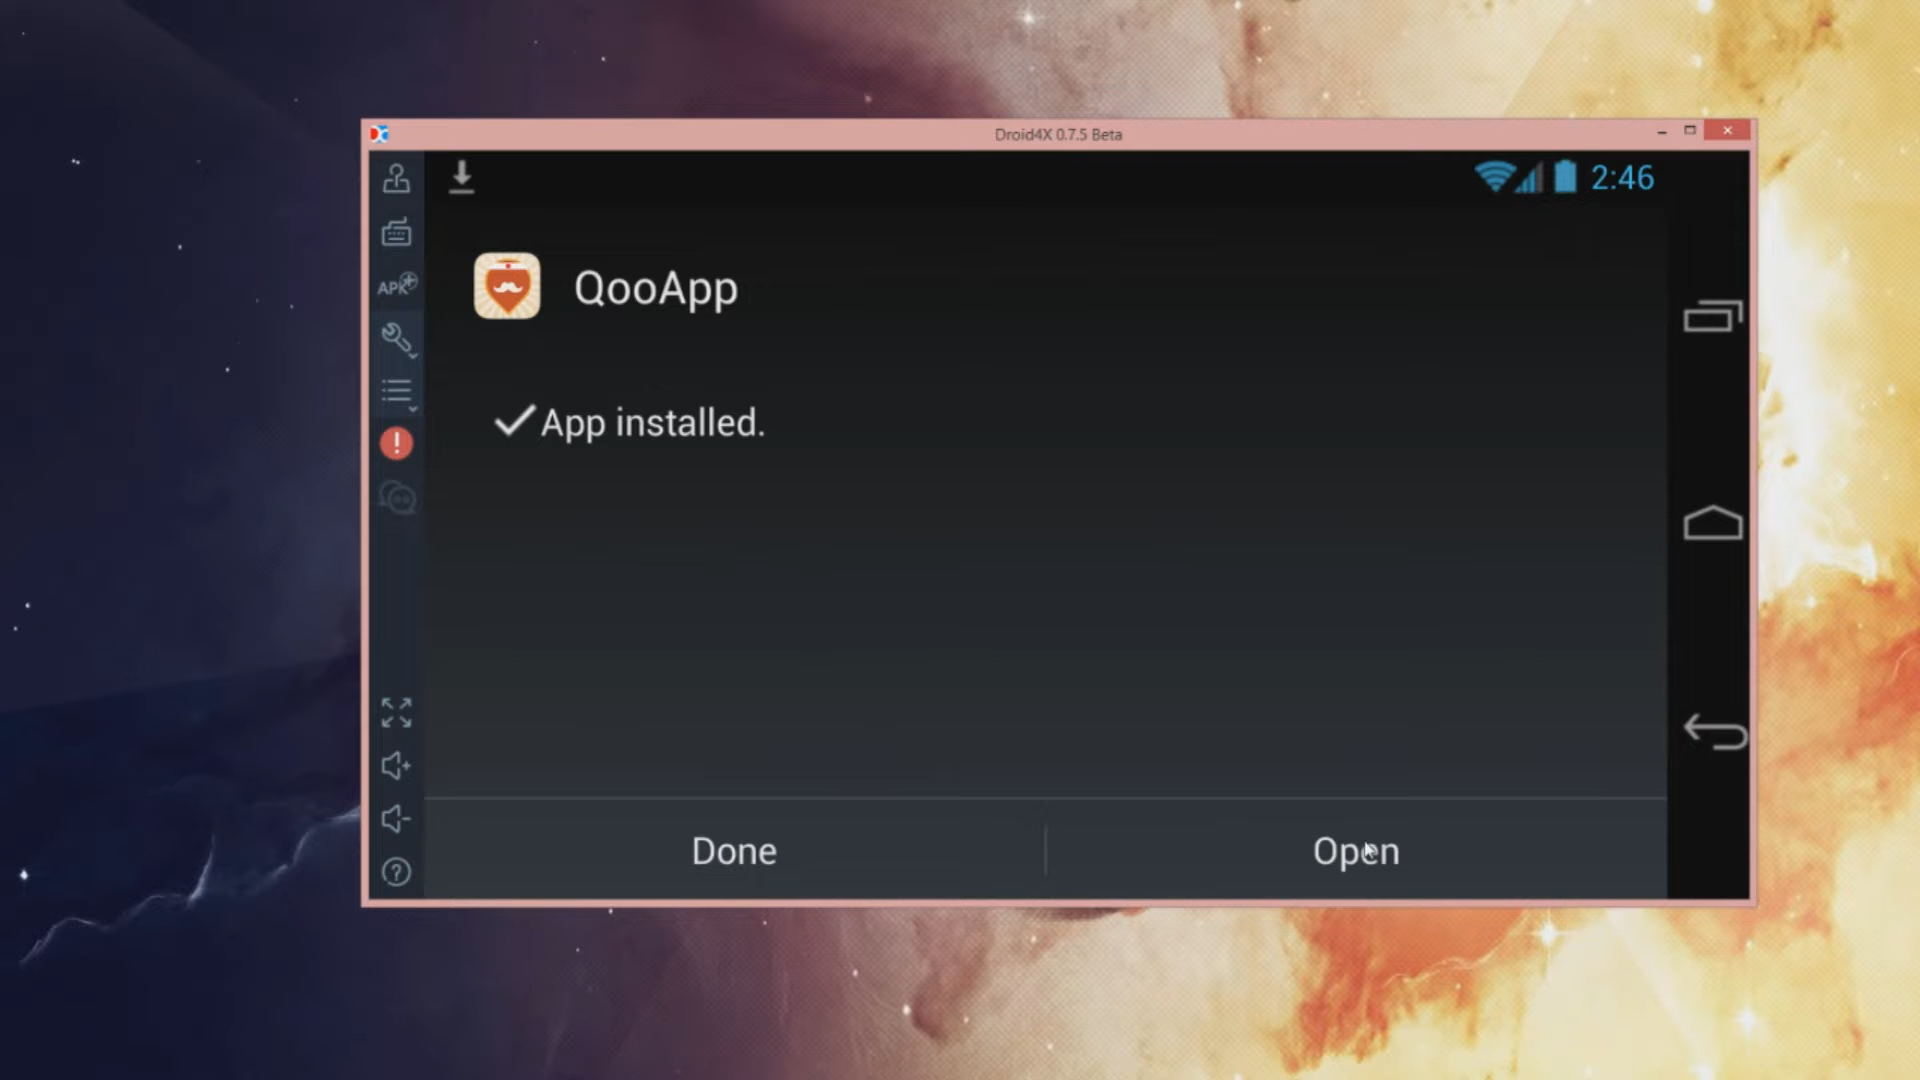 Droid4X 0.7.5 Beta
2:46
APK
QooApp
App installed.
Done
Open